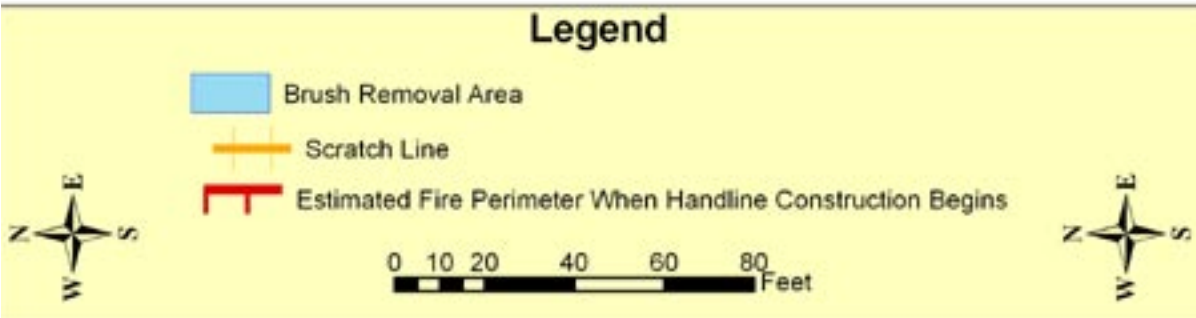 Legend
Brush Removal Area
Scratch Line
Estimated Fire Perimeter When Handline Construction Begins
E
N S
W
0 10 20 40 60 80
Feet
E
N S
W